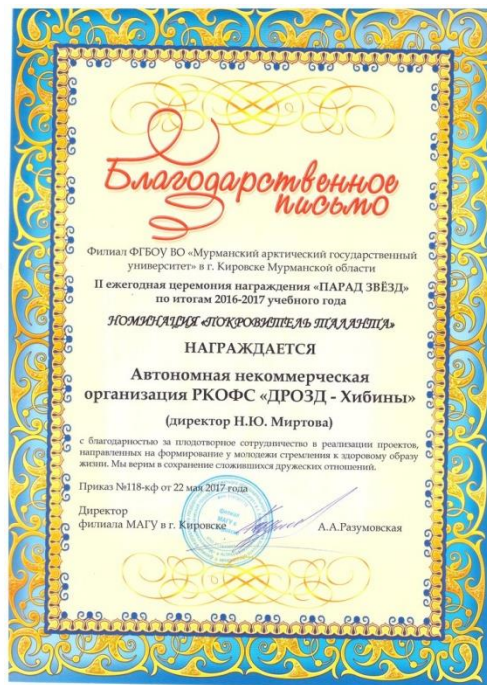 Благодарственное
письмо
Филиал ФГБОУ ВО «Мурманский арктический государственный
университет» в г. Кировске Мурманской области
II ежегодная церемония награждения «ПАРАД ЗВЁЗД»
по итогам 2016-2017 учебного года
НОМИНАЦИЯ «ПОКРОВИТЕЛЬ ТАЛАНТА»
НАГРАЖДАЕТСЯ
Автономная некоммерческая
организация РКОФС «ДРОЗД - Хибины»
(директор Н.Ю. Миртова)
с благодарностью за плодотворное сотрудничество в реализации проектов,
направленных на формирование у молодежи стремления к здоровому образу
жизни. Мы верим в сохранение сложившихся дружеских отношений.
Приказ №118-кф от 22 мая 2017 года
Директор
филиала МАГУ в г. Кировске
А.А.Разумовская
Филиал
МАГУ в